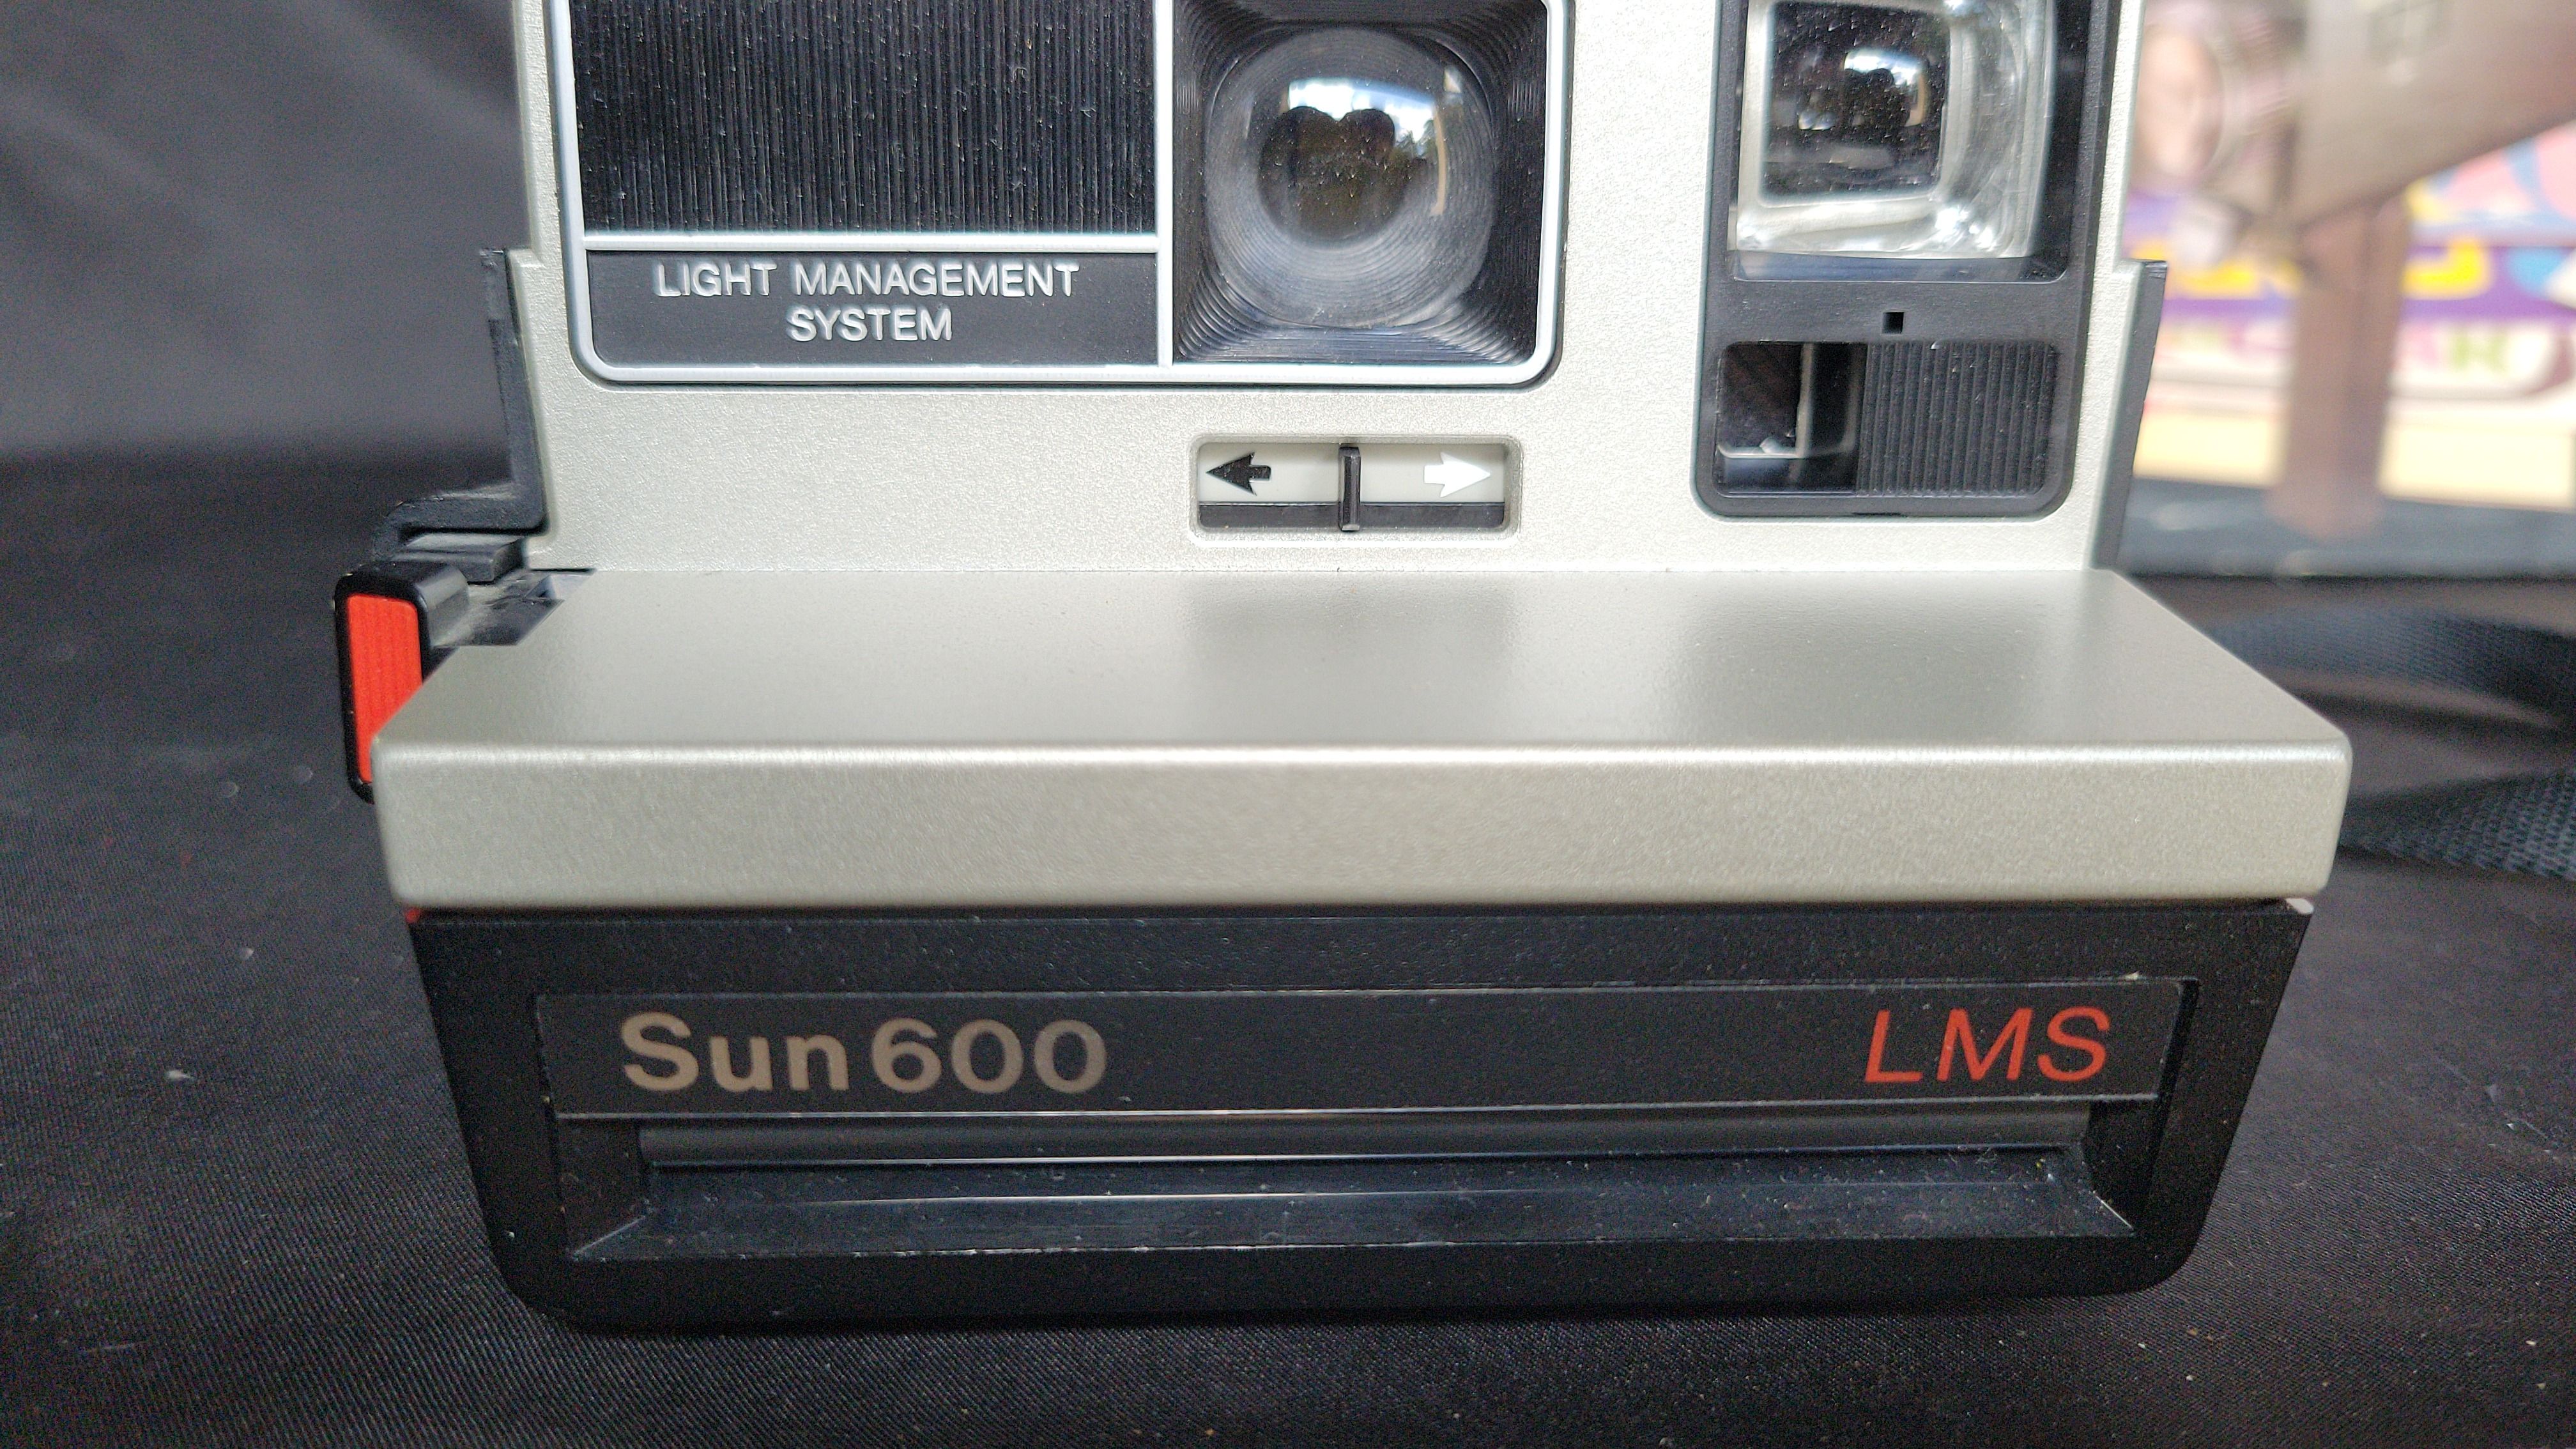 LIGHT MANAGEMENT
SYSTEM
Sun600 LMS